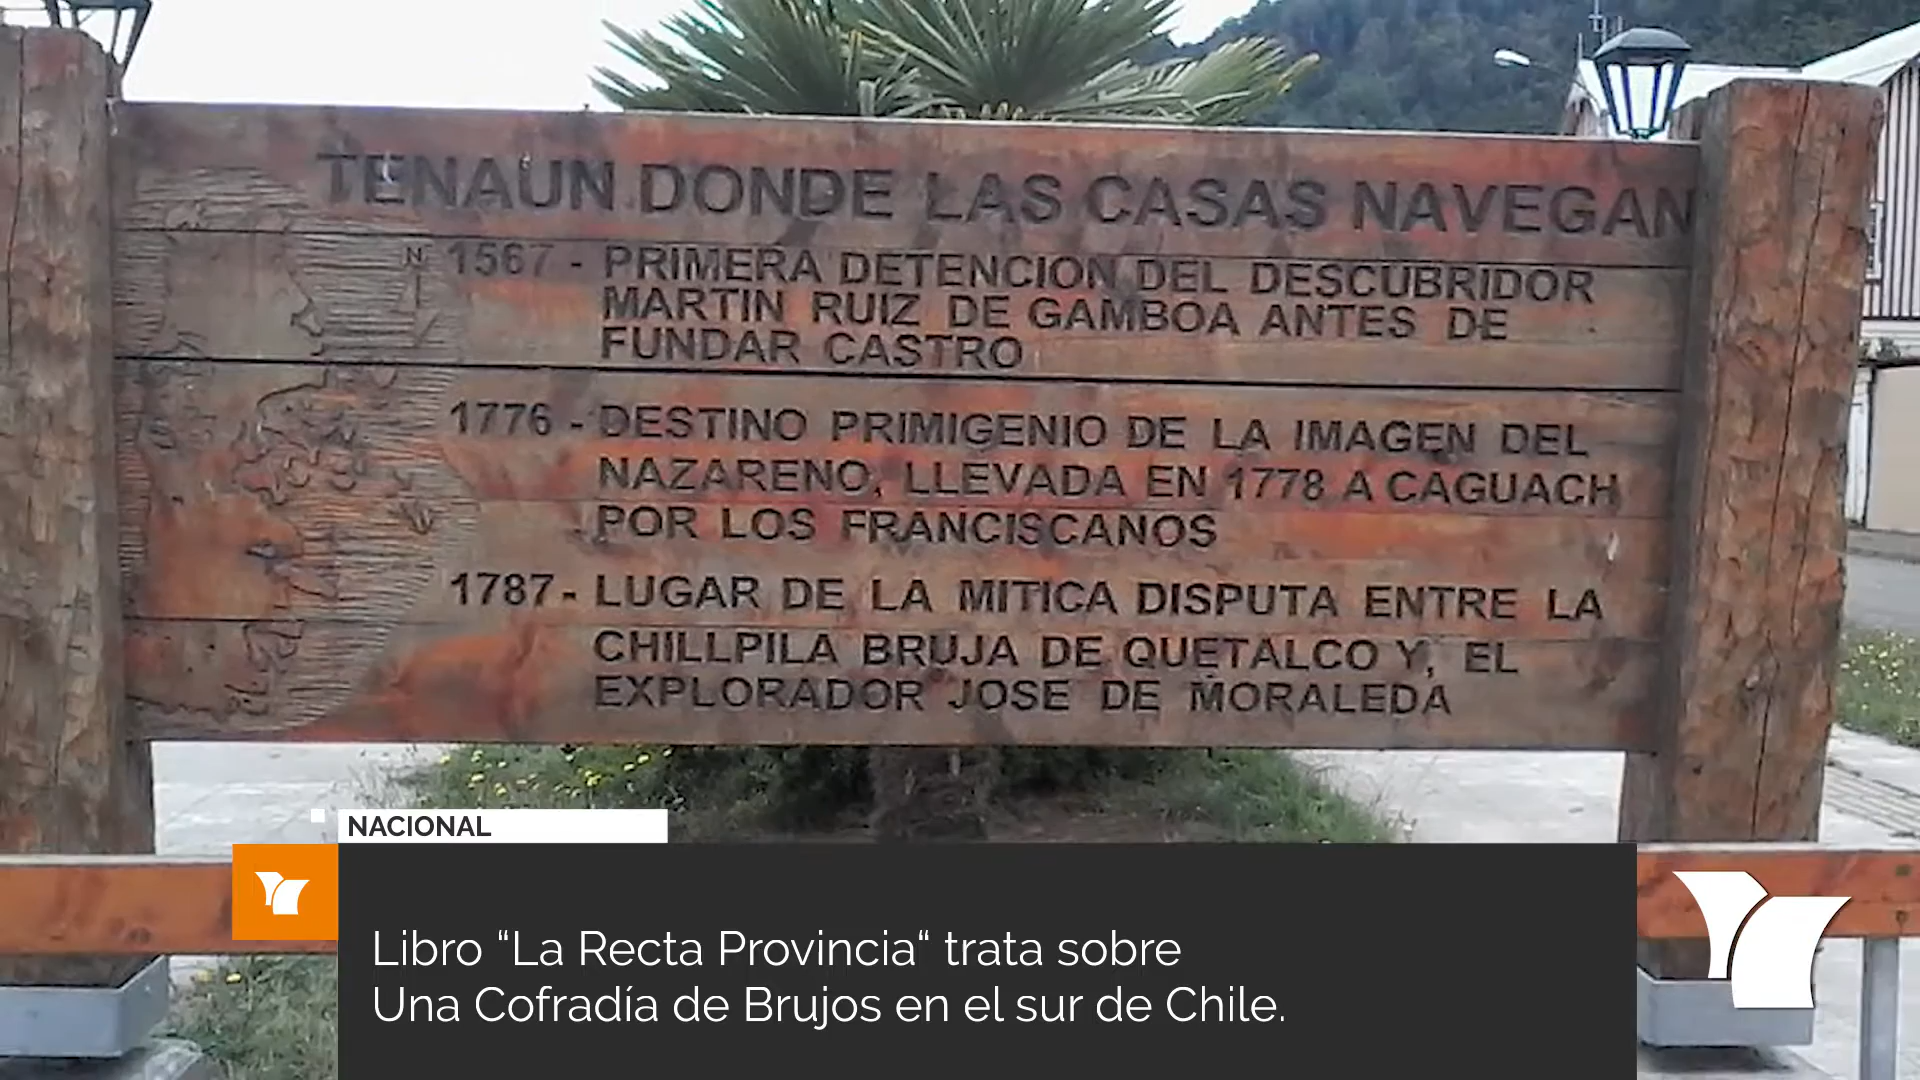 TENAUN DONDE LAS CASAS NAVEGAN
N
1567 - PRIMERA DETENCION DEL DESCUBRIDOR
MARTIN RUIZ DE GAMBOA ANTES DE
FUNDAR CASTRO
1776 - DESTINO PRIMIGENIO DE LA IMAGEN DEL
NAZARENO, LLEVADA EN 1778 A CAGUACH
POR LOS FRANCISCANOS
1787 - LUGAR DE LA MITICA DISPUTA ENTRE LA
CHILLPILA BRUJA DE QUETALCO Y, EL
EXPLORADOR JOSE DE MORALEDA
NACIONAL
Libro “La Recta Provincia“ trata sobre
Una Cofradía de Brujos en el sur de Chile.